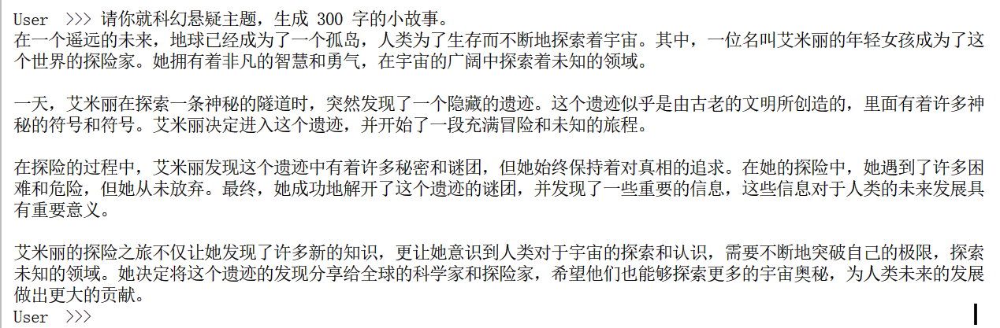 User >>> 请你就科幻悬疑主题，生成 300 字的小故事。
在一个遥远的未来，地球已经成为了一个孤岛，人类为了生存而不断地探索着宇宙。其中，一位名叫艾米丽的年轻女孩成为了这
个世界的探险家。她拥有着非凡的智慧和勇气，在宇宙的广阔中探索着未知的领域。
一天，艾米丽在探索一条神秘的隧道时，突然发现了一个隐藏的遗迹。这个遗迹似乎是由古老的文明所创造的，里面有着许多神
秘的符号和符号。艾米丽决定进入这个遗迹，并开始了一段充满冒险和未知的旅程。
在探险的过程中，艾米丽发现这个遗迹中有着许多秘密和谜团，但她始终保持着对真相的追求。在她的探险中，她遇到了许多困
难和危险，但她从未放弃。最终，她成功地解开了这个遗迹的谜团，并发现了一些重要的信息，这些信息对于人类的未来发展具
有重要意义。
艾米丽的探险之旅不仅让她发现了许多新的知识，更让她意识到人类对于宇宙的探索和认识，需要不断地突破自己的极限，探索
未知的领域。她决定将这个遗迹的发现分享给全球的科学家和探险家，希望他们也能够探索更多的宇宙奥秘，为人类未来的发展
做出更大的贡献。
User >>>